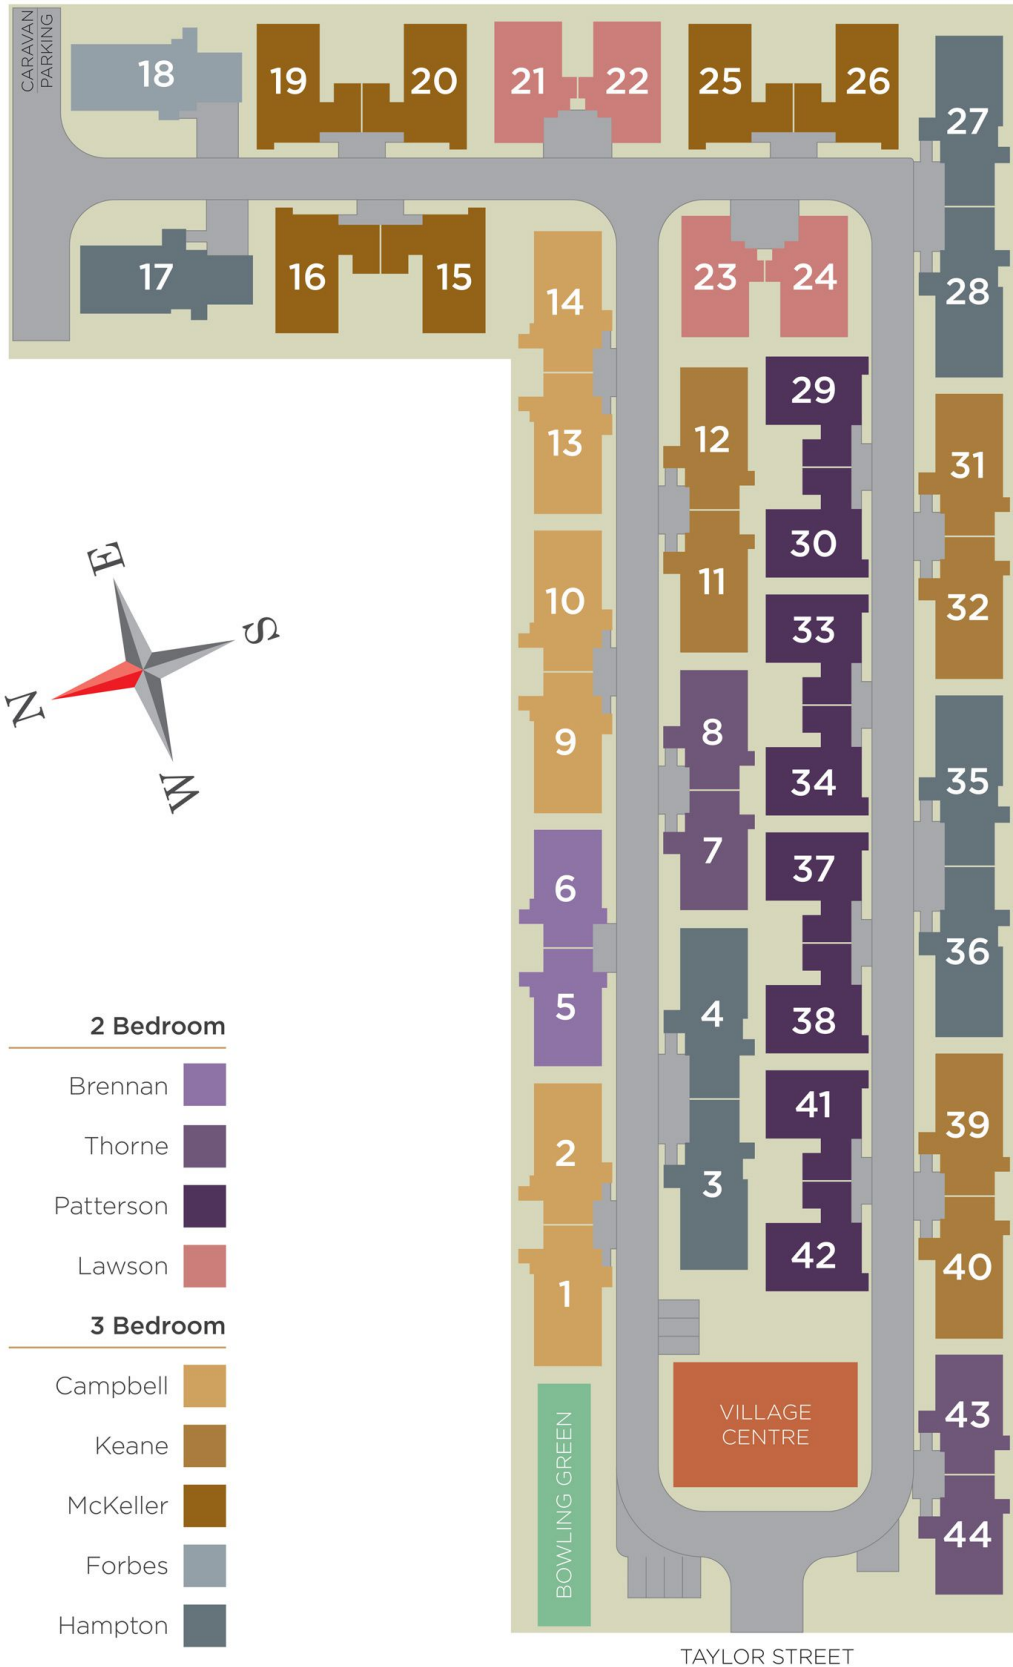 CARAVAN
PARKING
18
19
20
21
22
25
26
27
17
16
15
14
23
24
28
29
13
12
31
30
11
32
10
33
9
8
34
35
7
37
6
36
5
4
38
2
3
41
39
42
40
1
43
44
E
S
N
W
2 Bedroom
Brennan
Thorne
Patterson
Lawson
3 Bedroom
Campbell
Keane
McKeller
Forbes
Hampton
VILLAGE
CENTRE
BOWLING GREEN
TAYLOR STREET